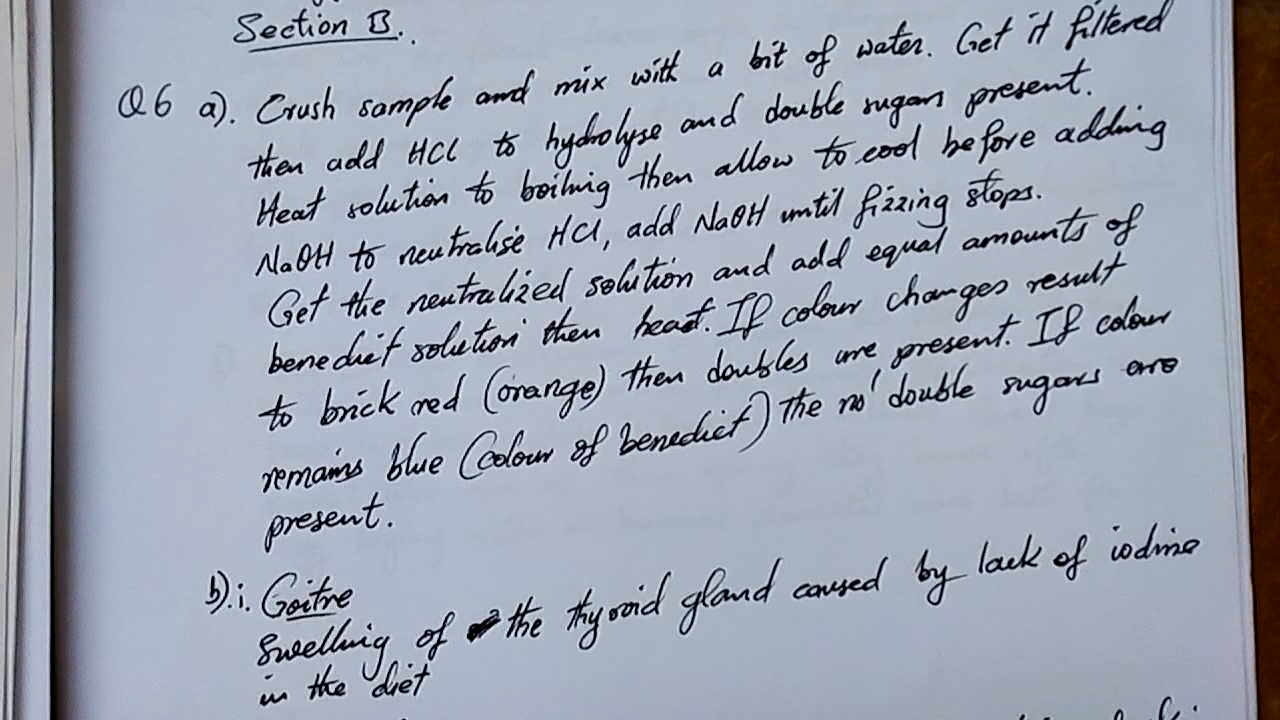 Section B.
Q6 a). Crush sample and mix with a bit of water. Get it filtered
then add HCl to hydrolyse and double sugars present.
Heat solution to boiling then allow to cool before adding
NaOH to neutralise HCl, add NaOH until fizzing stops.
Get the neutralized solution and add equal amounts of
benedict solution then heat. If colour changes result
to brick red (orange) then doubles are present. If colour
remains blue (colour of benedict) the no double sugars are
present.
b).i. Goitre
Swelling of the thyroid gland caused by lack of iodine
in the diet